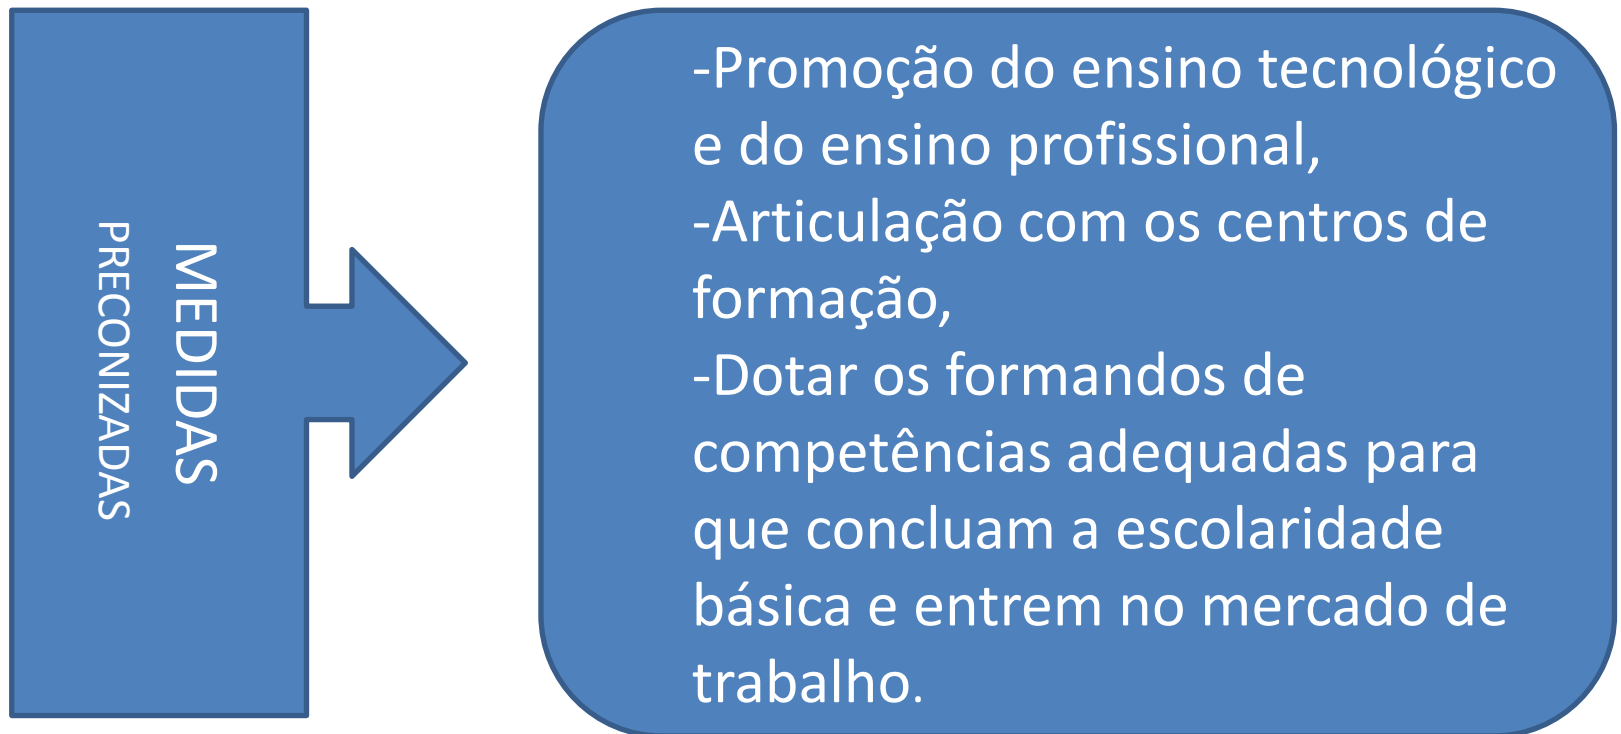 MEDIDAS
PRECONIZADAS
-Promoção do ensino tecnológico
e do ensino profissional,
-Articulação com os centros de
formação,
-Dotar os formandos de
competências adequadas para
que concluam a escolaridade
básica e entrem no mercado de
trabalho.